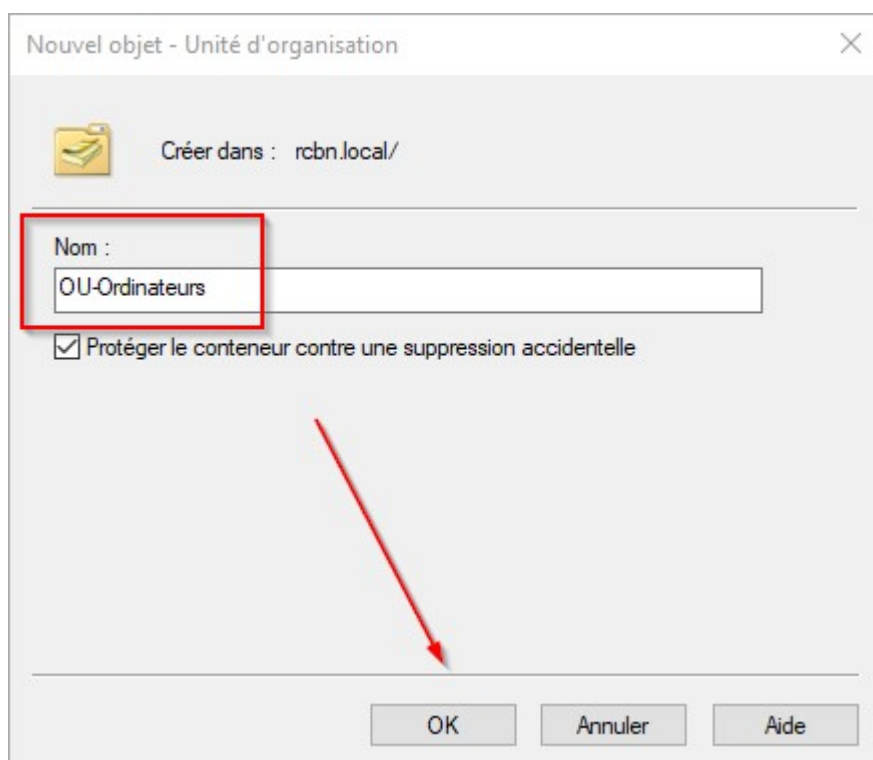 Nouvel objet - Unité d'organisation
Créer dans : rcbn.local/
Nom :
OU-Ordinateurs
Protéger le conteneur contre une suppression accidentelle
OK Annuler Aide